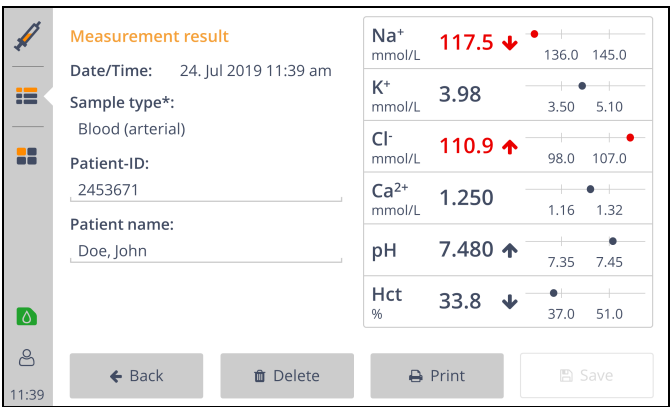 Measurement result
Date/Time: 24. Jul 2019 11:39 am
Sample type*:
Blood (arterial)
Patient-ID:
2453671
Patient name:
Doe, John
Na⁺
mmol/L
117.5
136.0 145.0
K⁺
mmol/L
3.98
3.50 5.10
Cl⁻
mmol/L
110.9
98.0 107.0
Ca²⁺
mmol/L
1.250
1.16 1.32
pH
7.480
7.35 7.45
Hct
%
33.8
37.0 51.0
Back
Delete
Print
Save
11:39